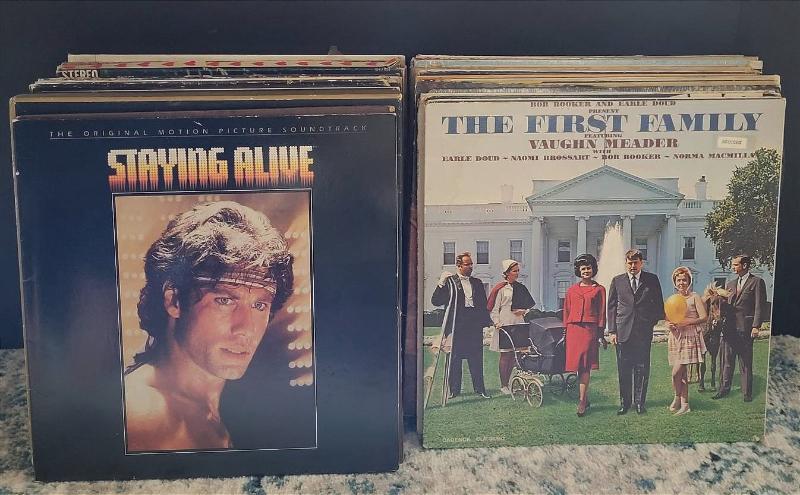 STEREO
THE ORIGINAL MOTION PICTURE SOUNDTRACK
STAYING ALIVE
BOB BOOKER AND EARLE DOUD
PRESENT
THE FIRST FAMILY
FEATURING
VAUGHN MEADER
WITH
EARLE DOUD ~ NAOMI BROSSART ~ BOB BOOKER ~ NORMA MACMILLAN
CADENCE